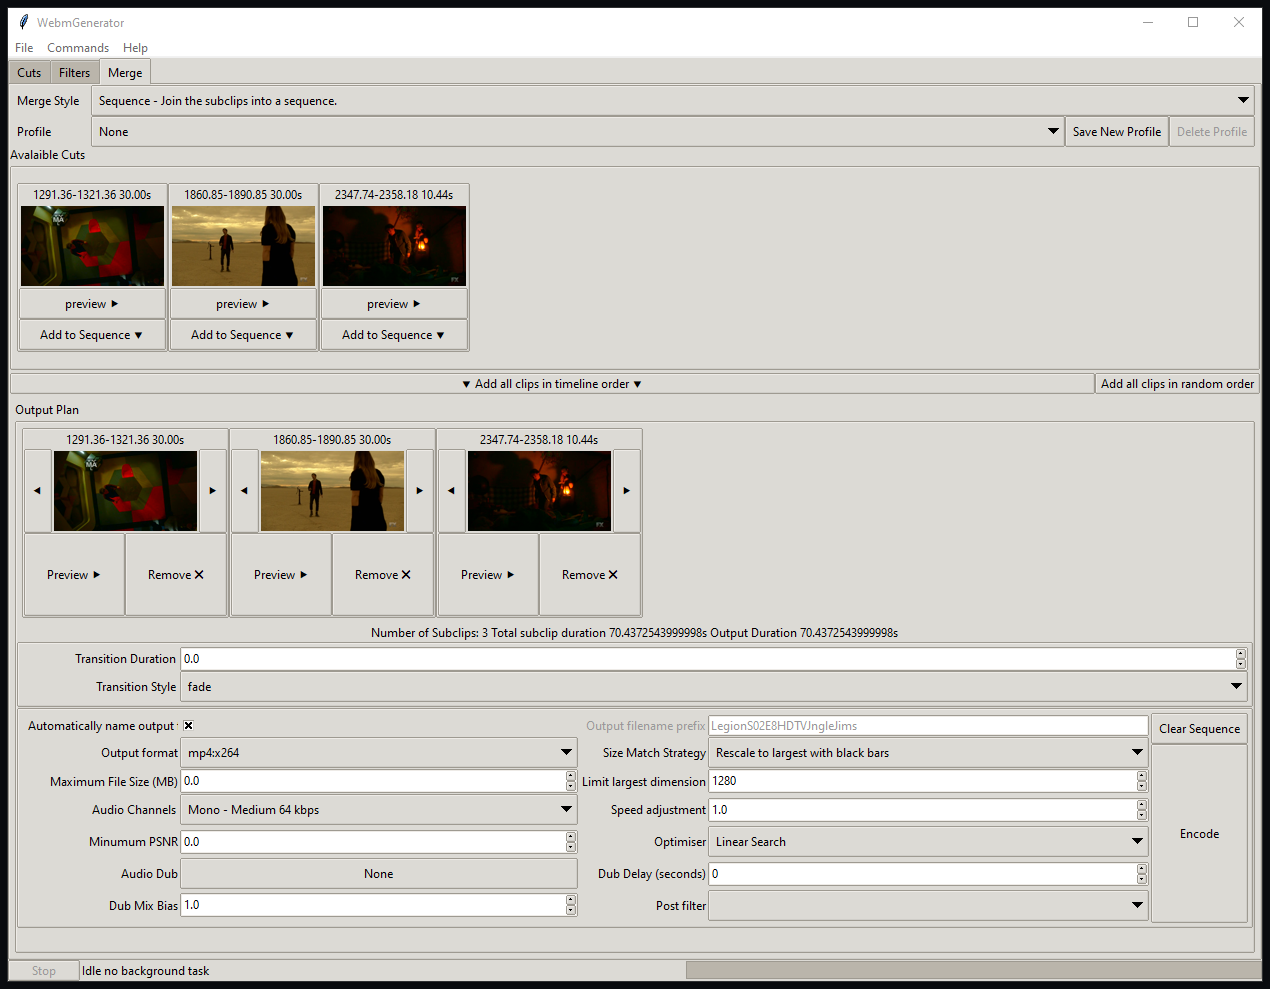 WebmGenerator
File Commands Help
Cuts Filters Merge
Merge Style Sequence - Join the subclips into a sequence.
Profile None Save New Profile Delete Profile
Avalaible Cuts
1291.36-1321.36 30.00s 1860.85-1890.85 30.00s 2347.74-2358.18 10.44s
MA
FX
preview ► preview ► preview ►
Add to Sequence ▼ Add to Sequence ▼ Add to Sequence ▼
▼ Add all clips in timeline order ▼ Add all clips in random order
Output Plan
1291.36-1321.36 30.00s 1860.85-1890.85 30.00s 2347.74-2358.18 10.44s
MA
FX
Preview ► Remove ✕ Preview ► Remove ✕ Preview ► Remove ✕
Number of Subclips: 3 Total subclip duration 70.4372543999998s Output Duration 70.4372543999998s
Transition Duration 0.0
Transition Style fade
Automatically name output Output filename prefix LegionS02E8HDTVJngleJims Clear Sequence
Output format mp4:x264 Size Match Strategy Rescale to largest with black bars
Maximum File Size (MB) 0.0 Limit largest dimension 1280
Audio Channels Mono - Medium 64 kbps Speed adjustment 1.0
Encode
Minumum PSNR 0.0 Optimiser Linear Search
Audio Dub None Dub Delay (seconds) 0
Dub Mix Bias 1.0 Post filter
Stop Idle no background task